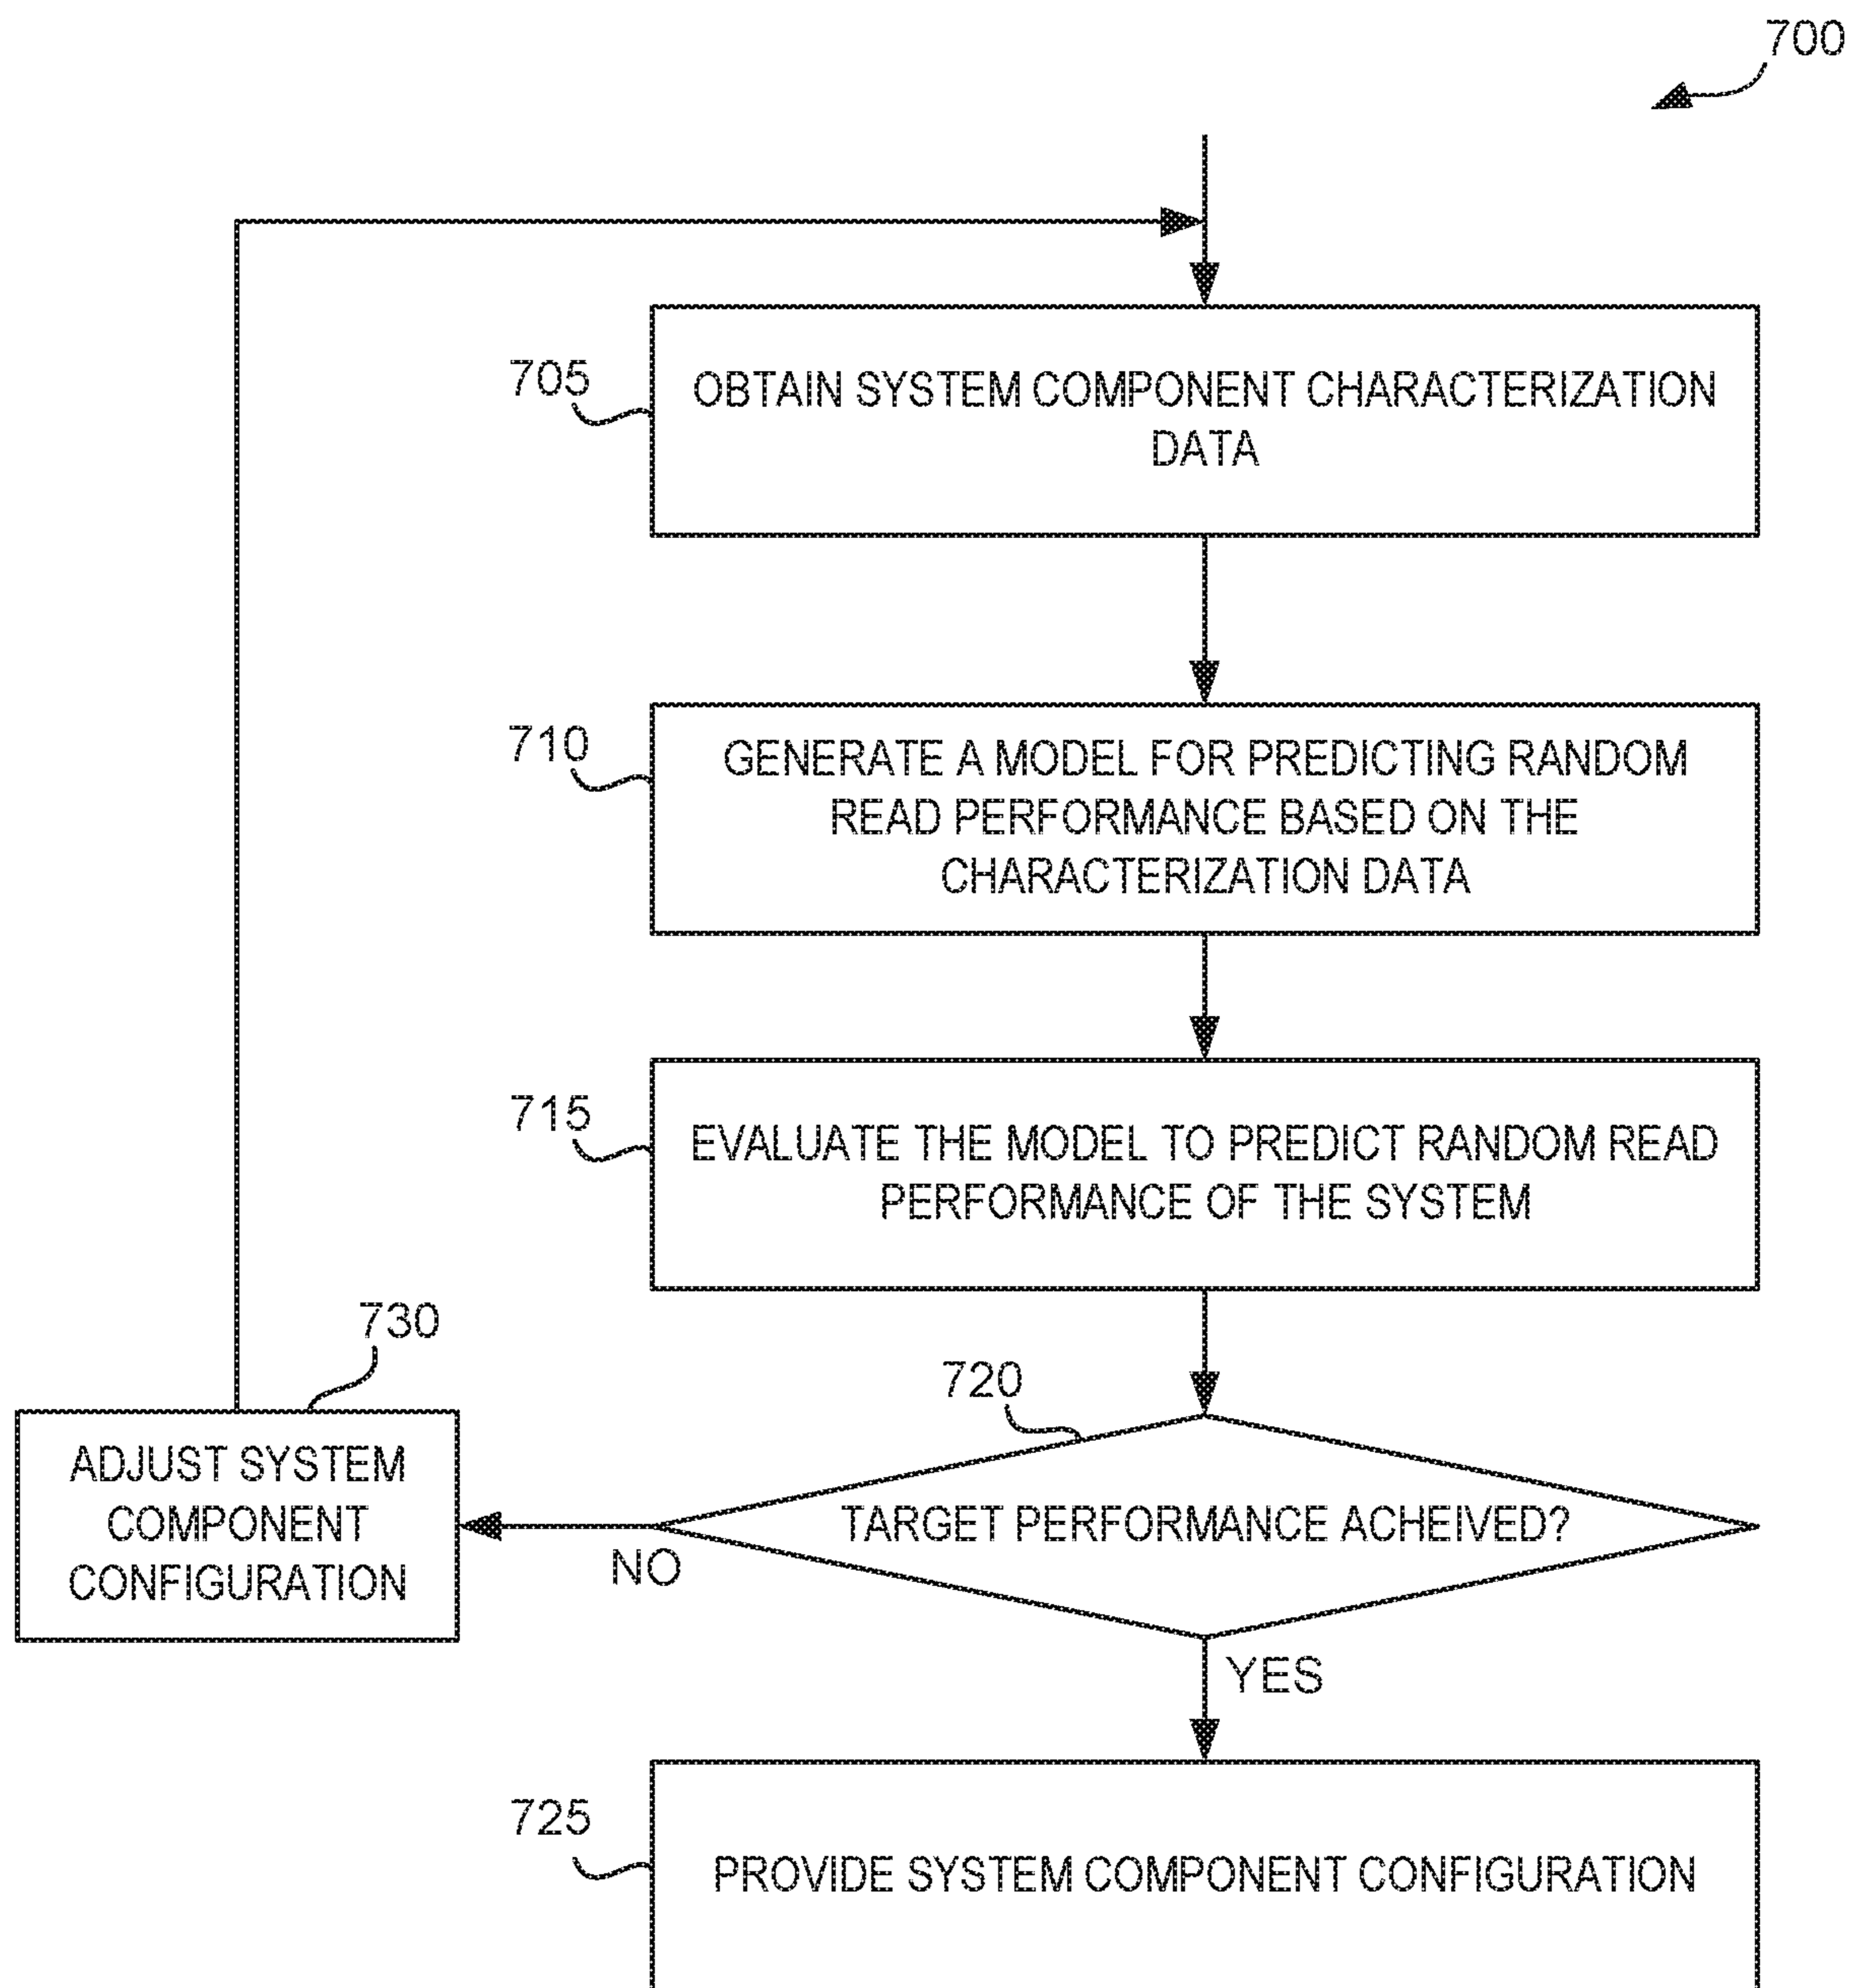 700
705
OBTAIN SYSTEM COMPONENT CHARACTERIZATION
DATA
710
GENERATE A MODEL FOR PREDICTING RANDOM
READ PERFORMANCE BASED ON THE
CHARACTERIZATION DATA
715
EVALUATE THE MODEL TO PREDICT RANDOM READ
PERFORMANCE OF THE SYSTEM
730
720
ADJUST SYSTEM
COMPONENT
CONFIGURATION
TARGET PERFORMANCE ACHEIVED?
NO
YES
725
PROVIDE SYSTEM COMPONENT CONFIGURATION